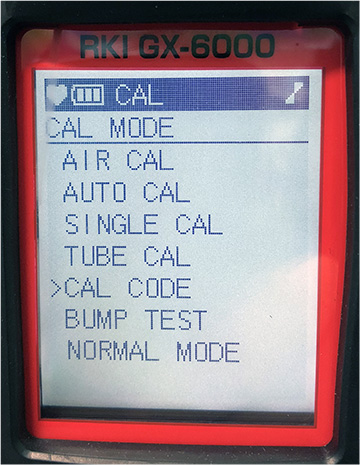 RKI GX-6000
CAL
CAL MODE
AIR CAL
AUTO CAL
SINGLE CAL
TUBE CAL
>CAL CODE
BUMP TEST
NORMAL MODE